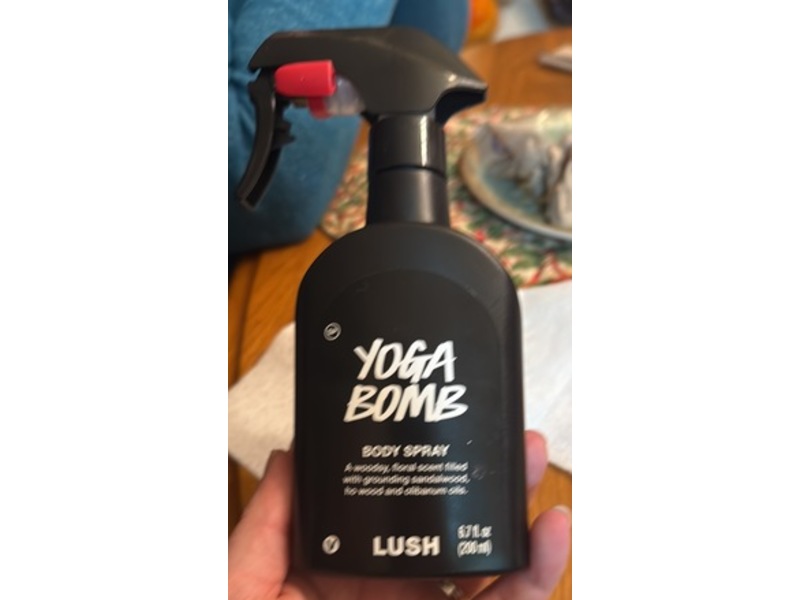 YOGA
BOMB
BODY SPRAY
A woodsy, floral scent filled
with grounding sandalwood,
ho wood and olibanum oils.
LUSH
6.7 fl oz
(200 ml)